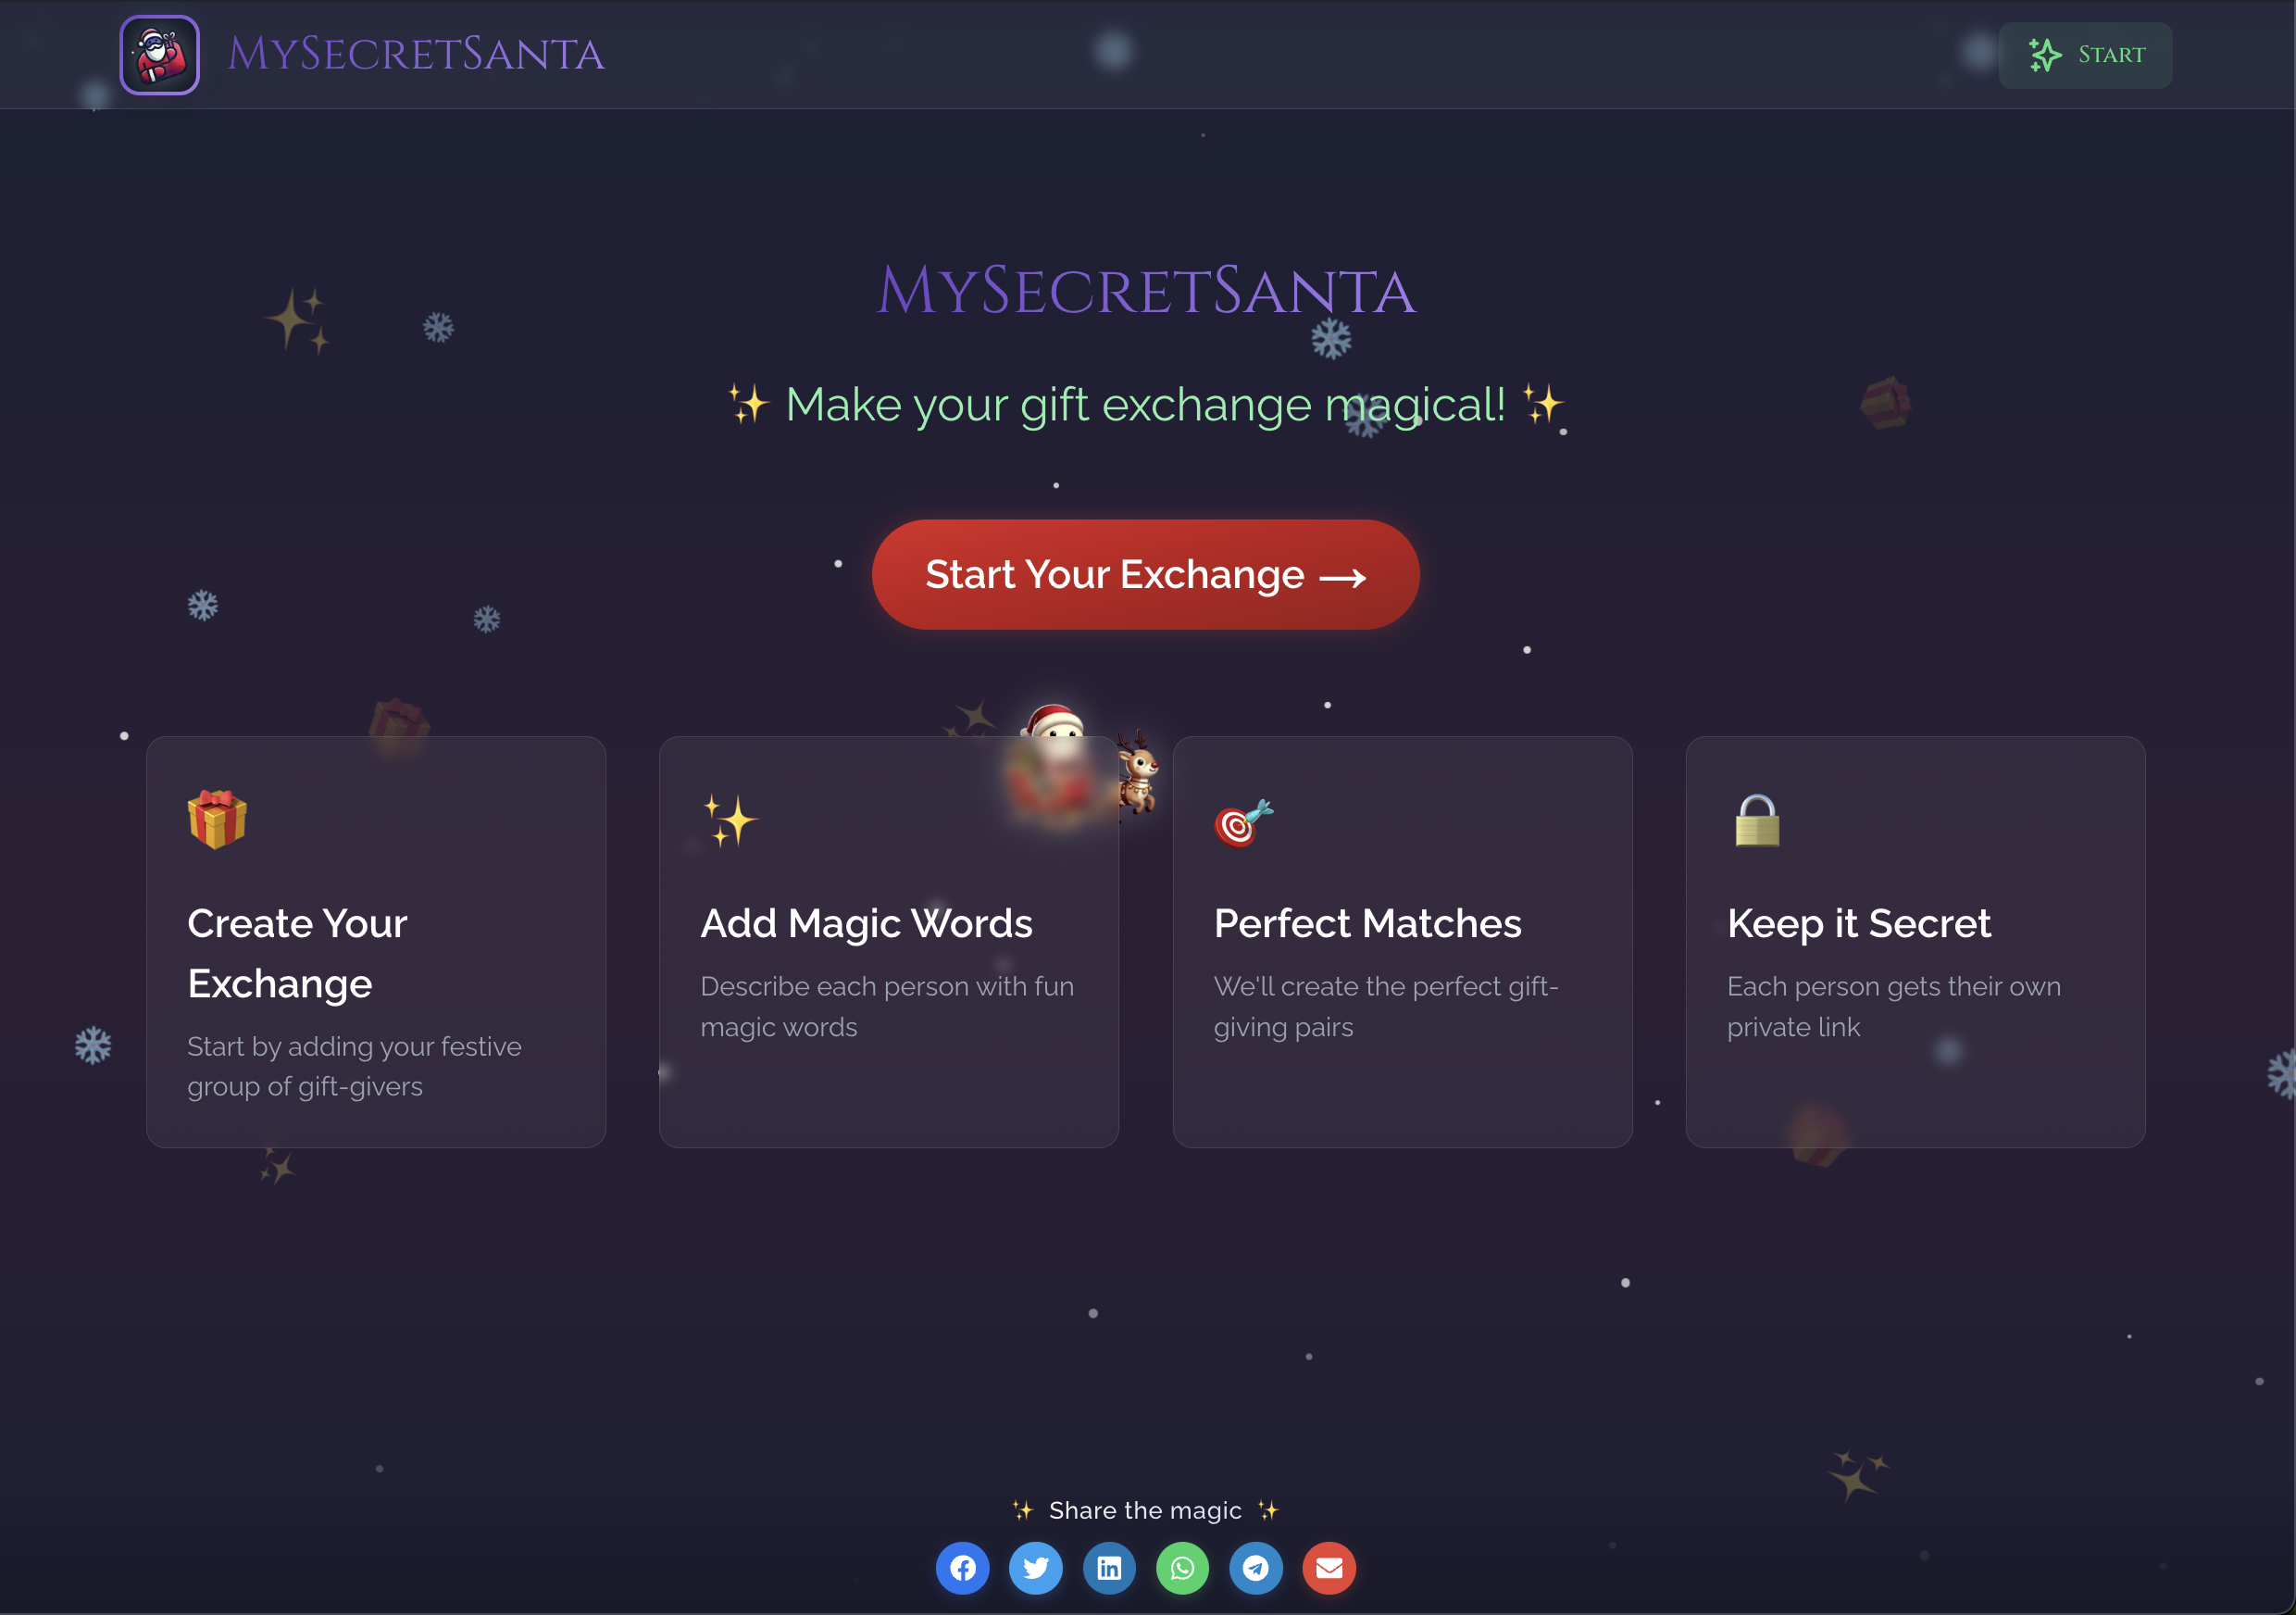 MySecretSanta
Start
MySecretSanta
✨ Make your gift exchange magical! ✨
Start Your Exchange →
Create Your
Exchange
Start by adding your festive
group of gift-givers
Add Magic Words
Describe each person with fun
magic words
Perfect Matches
We'll create the perfect gift-
giving pairs
Keep it Secret
Each person gets their own
private link
✨ Share the magic ✨